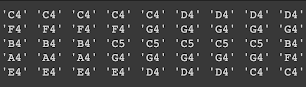 'C4' 'C4' 'C4' 'C4' 'C4' 'D4' 'D4' 'D4' 'D4'
'F4' 'F4' 'F4' 'F4' 'G4' 'G4' 'G4' 'G4' 'G4'
'B4' 'B4' 'B4' 'C5' 'C5' 'C5' 'C5' 'C5' 'B4'
'A4' 'A4' 'A4' 'G4' 'G4' 'G4' 'G4' 'G4' 'F4'
'E4' 'E4' 'E4' 'D4' 'D4' 'D4' 'D4' 'C4' 'C4'